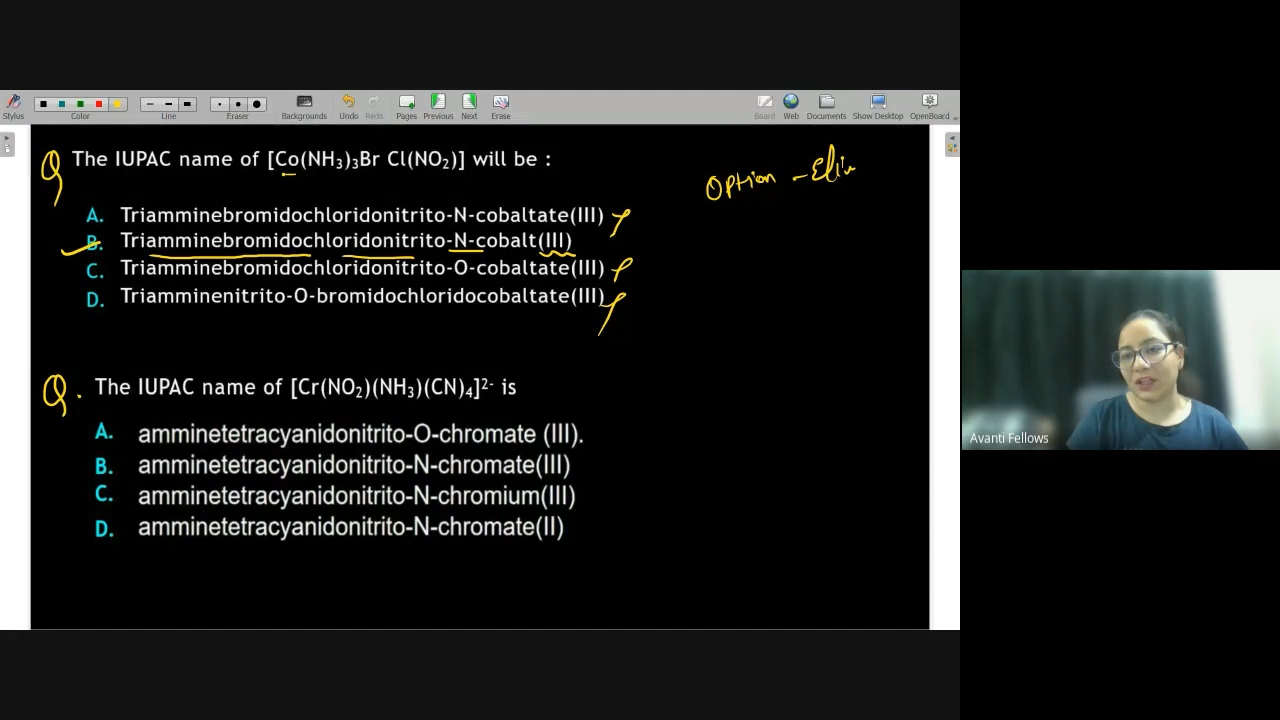 Stylus
Color
Line
Eraser
Backgrounds
Undo
Redo
Pages
Previous
Next
Erase
Board
Web
Documents
Show Desktop
OpenBoard
Q The IUPAC name of [Co(NH₃)₃Br Cl(NO₂)] will be :
Option - Elim
A. Triamminebromidochloridonitrito-N-cobaltate(III)
B. Triamminebromidochloridonitrito-N-cobalt(III)
C. Triamminebromidochloridonitrito-O-cobaltate(III)
D. Triamminenitrito-O-bromidochloridocobaltate(III)
Q. The IUPAC name of [Cr(NO₂)(NH₃)(CN)₄]²⁻ is
A. amminetetracyanidonitrito-O-chromate (III).
B. amminetetracyanidonitrito-N-chromate(III)
C. amminetetracyanidonitrito-N-chromium(III)
D. amminetetracyanidonitrito-N-chromate(II)
Avanti Fellows